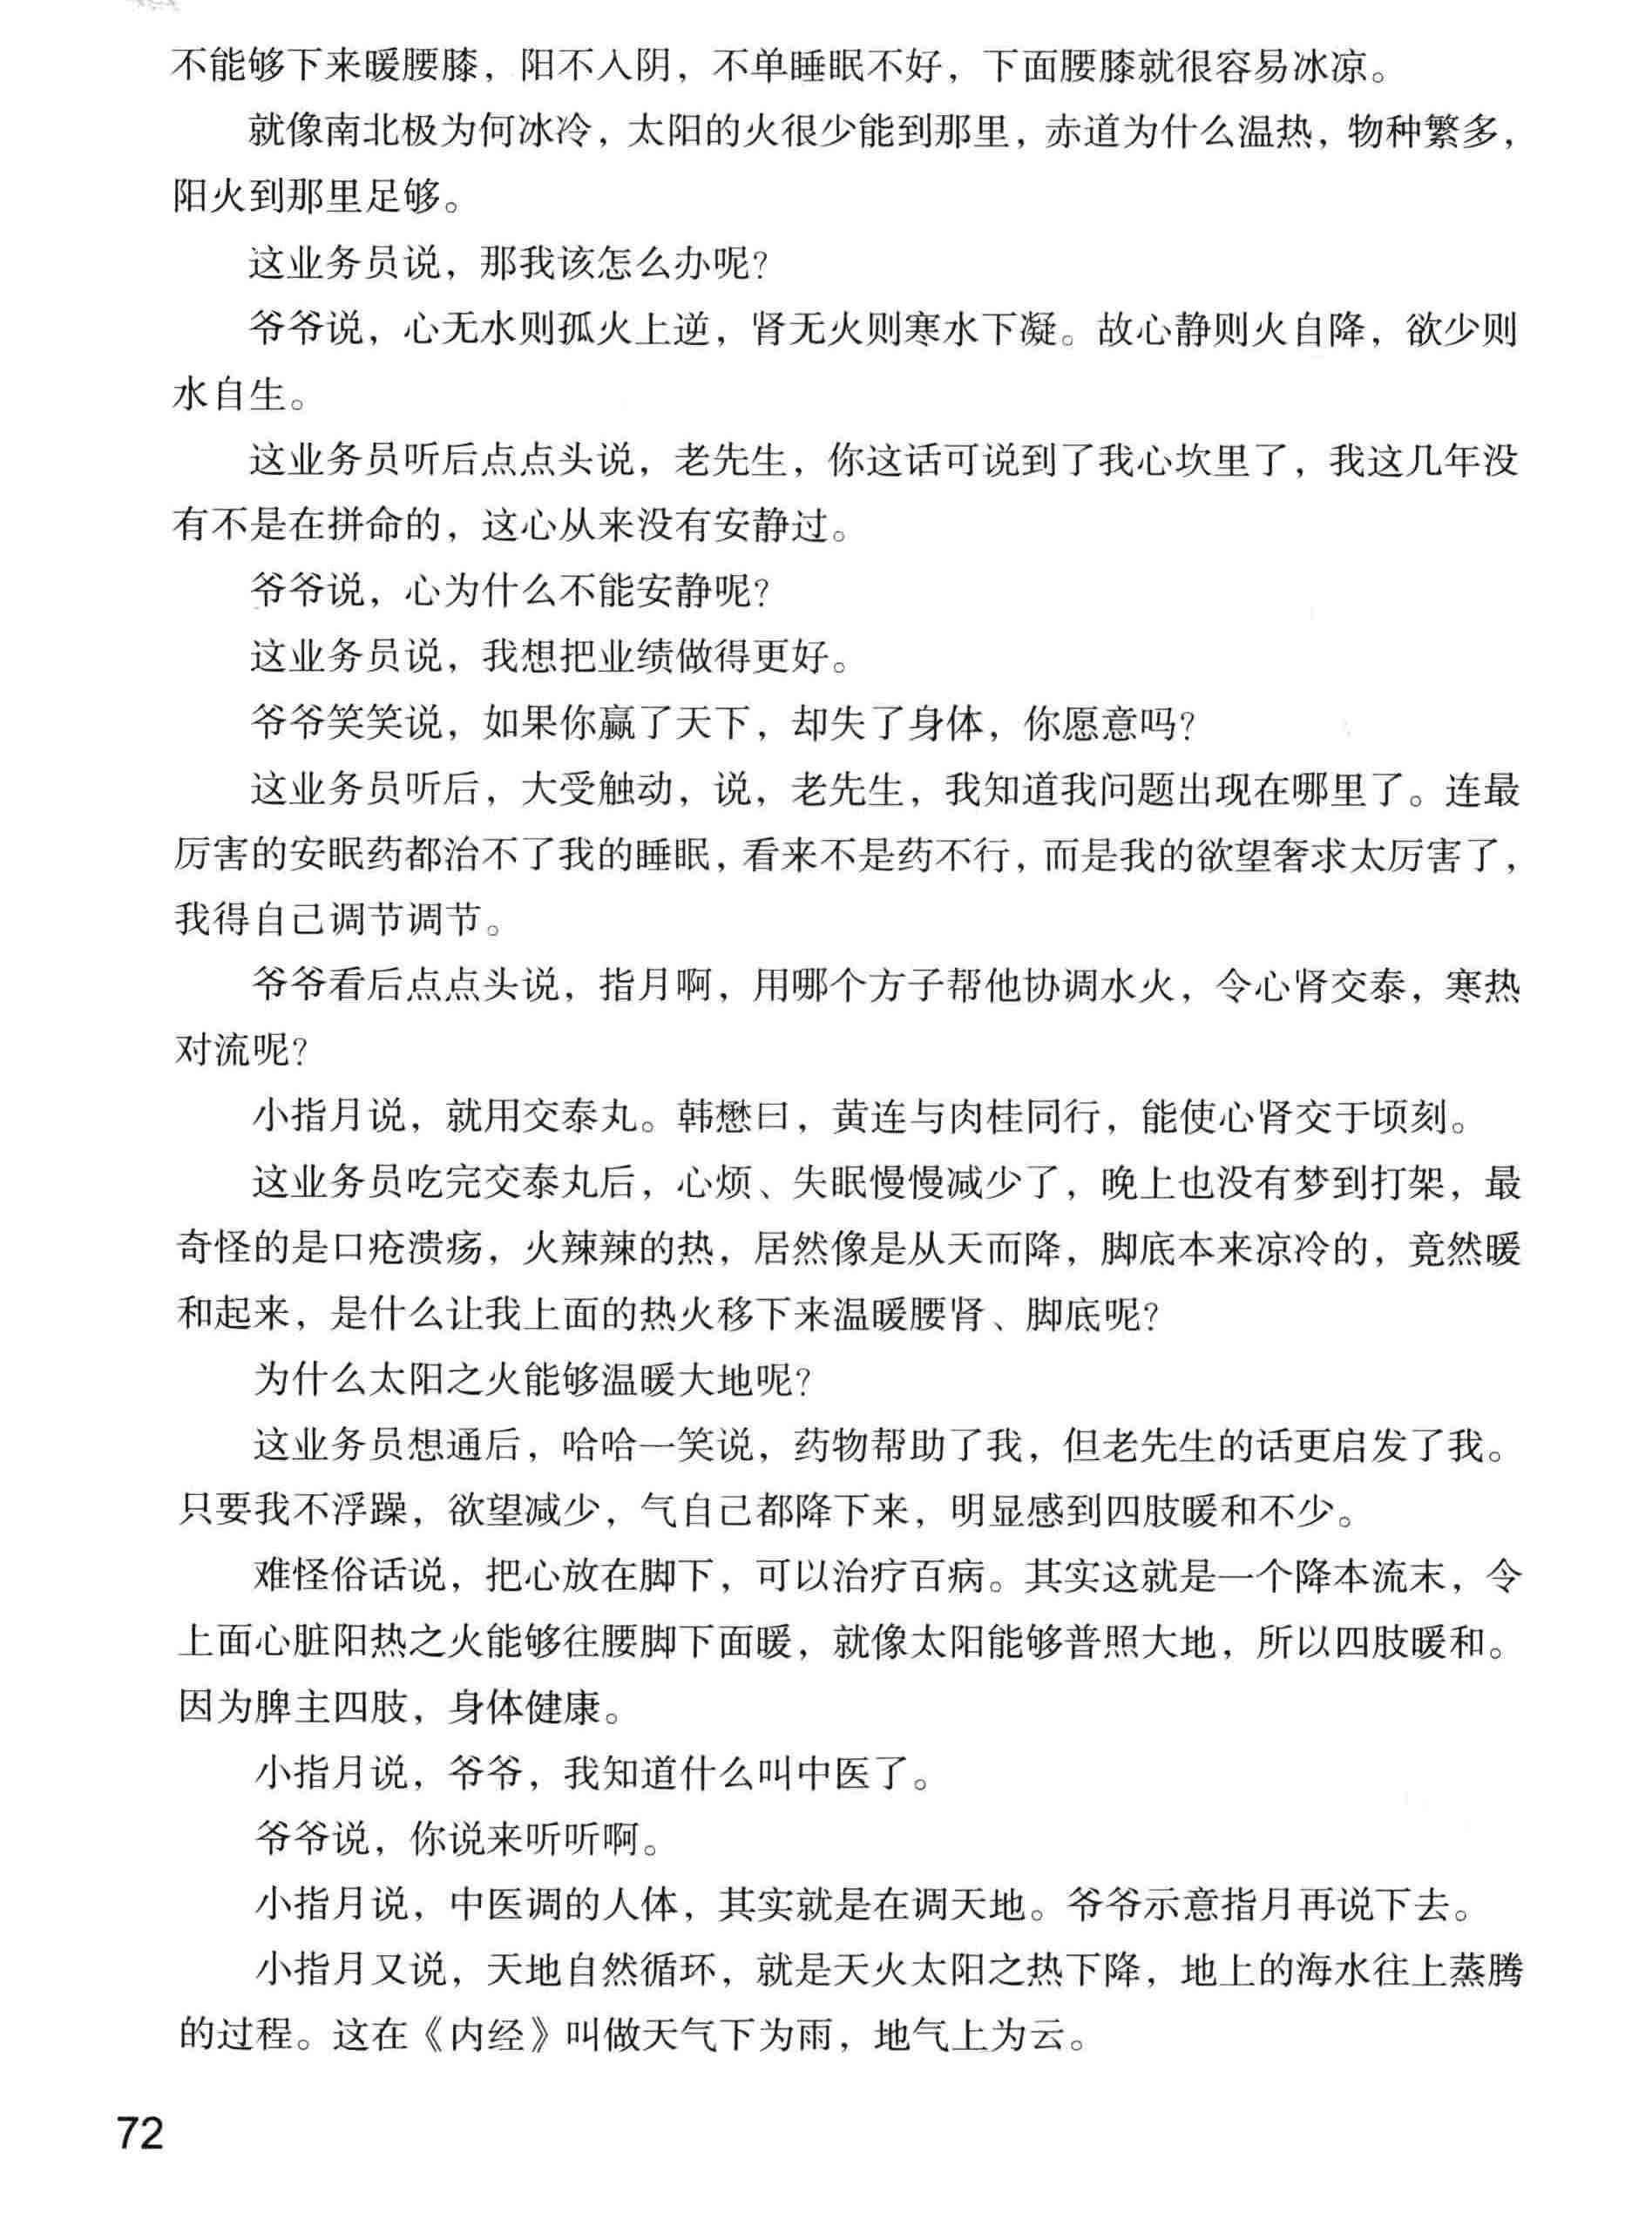 不能够下来暖腰膝，阳不入阴，不单睡眠不好，下面腰膝就很容易冰凉。
就像南北极为何冰冷，太阳的火很少能到那里，赤道为什么温热，物种繁多，
阳火到那里足够。
这业务员说，那我该怎么办呢？
爷爷说，心无水则孤火上逆，肾无火则寒水下凝。故心静则火自降，欲少则
水自生。
这业务员听后点点头说，老先生，你这话可说到了我心坎里了，我这几年没
有不是在拼命的，这心从来没有安静过。
爷爷说，心为什么不能安静呢？
这业务员说，我想把业绩做得更好。
爷爷笑笑说，如果你赢了天下，却失了身体，你愿意吗？
这业务员听后，大受触动，说，老先生，我知道我问题出现在哪里了。连最
厉害的安眠药都治不了我的睡眠，看来不是药不行，而是我的欲望奢求太厉害了，
我得自己调节调节。
爷爷看后点点头说，指月啊，用哪个方子帮他协调水火，令心肾交泰，寒热
对流呢？
小指月说，就用交泰丸。韩懋曰，黄连与肉桂同行，能使心肾交于顷刻。
这业务员吃完交泰丸后，心烦、失眠慢慢减少了，晚上也没有梦到打架，最
奇怪的是口疮溃疡，火辣辣的热，居然像是从天而降，脚底本来凉冷的，竟然暖
和起来，是什么让我上面的热火移下来温暖腰肾、脚底呢？
为什么太阳之火能够温暖大地呢？
这业务员想通后，哈哈一笑说，药物帮助了我，但老先生的话更启发了我。
只要我不浮躁，欲望减少，气自己都降下来，明显感到四肢暖和不少。
难怪俗话说，把心放在脚下，可以治疗百病。其实这就是一个降本流末，令
上面心脏阳热之火能够往腰脚下面暖，就像太阳能够普照大地，所以四肢暖和。
因为脾主四肢，身体健康。
小指月说，爷爷，我知道什么叫中医了。
爷爷说，你说来听听啊。
小指月说，中医调的人体，其实就是在调天地。爷爷示意指月再说下去。
小指月又说，天地自然循环，就是天火太阳之热下降，地上的海水往上蒸腾
的过程。这在《内经》叫做天气下为雨，地气上为云。
72